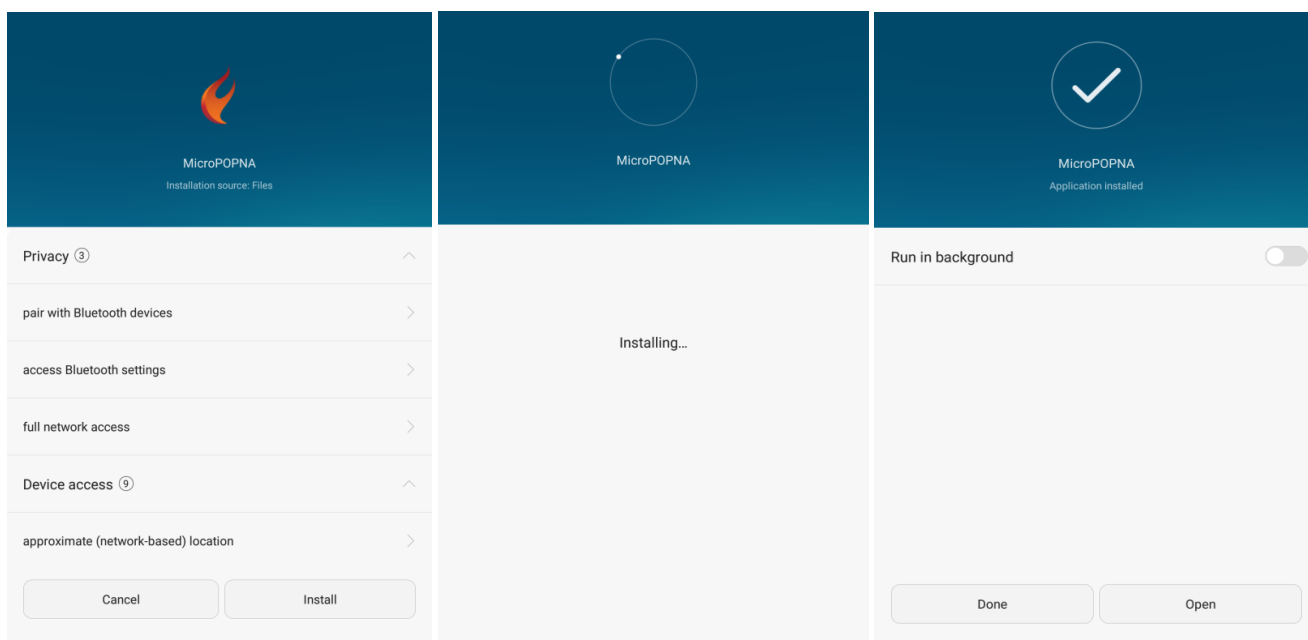 MicroPOPNA
Installation source: Files
Privacy 3
pair with Bluetooth devices
access Bluetooth settings
full network access
Device access 9
approximate (network-based) location
Cancel
Install
MicroPOPNA
Installing...
MicroPOPNA
Application installed
Run in background
Done
Open